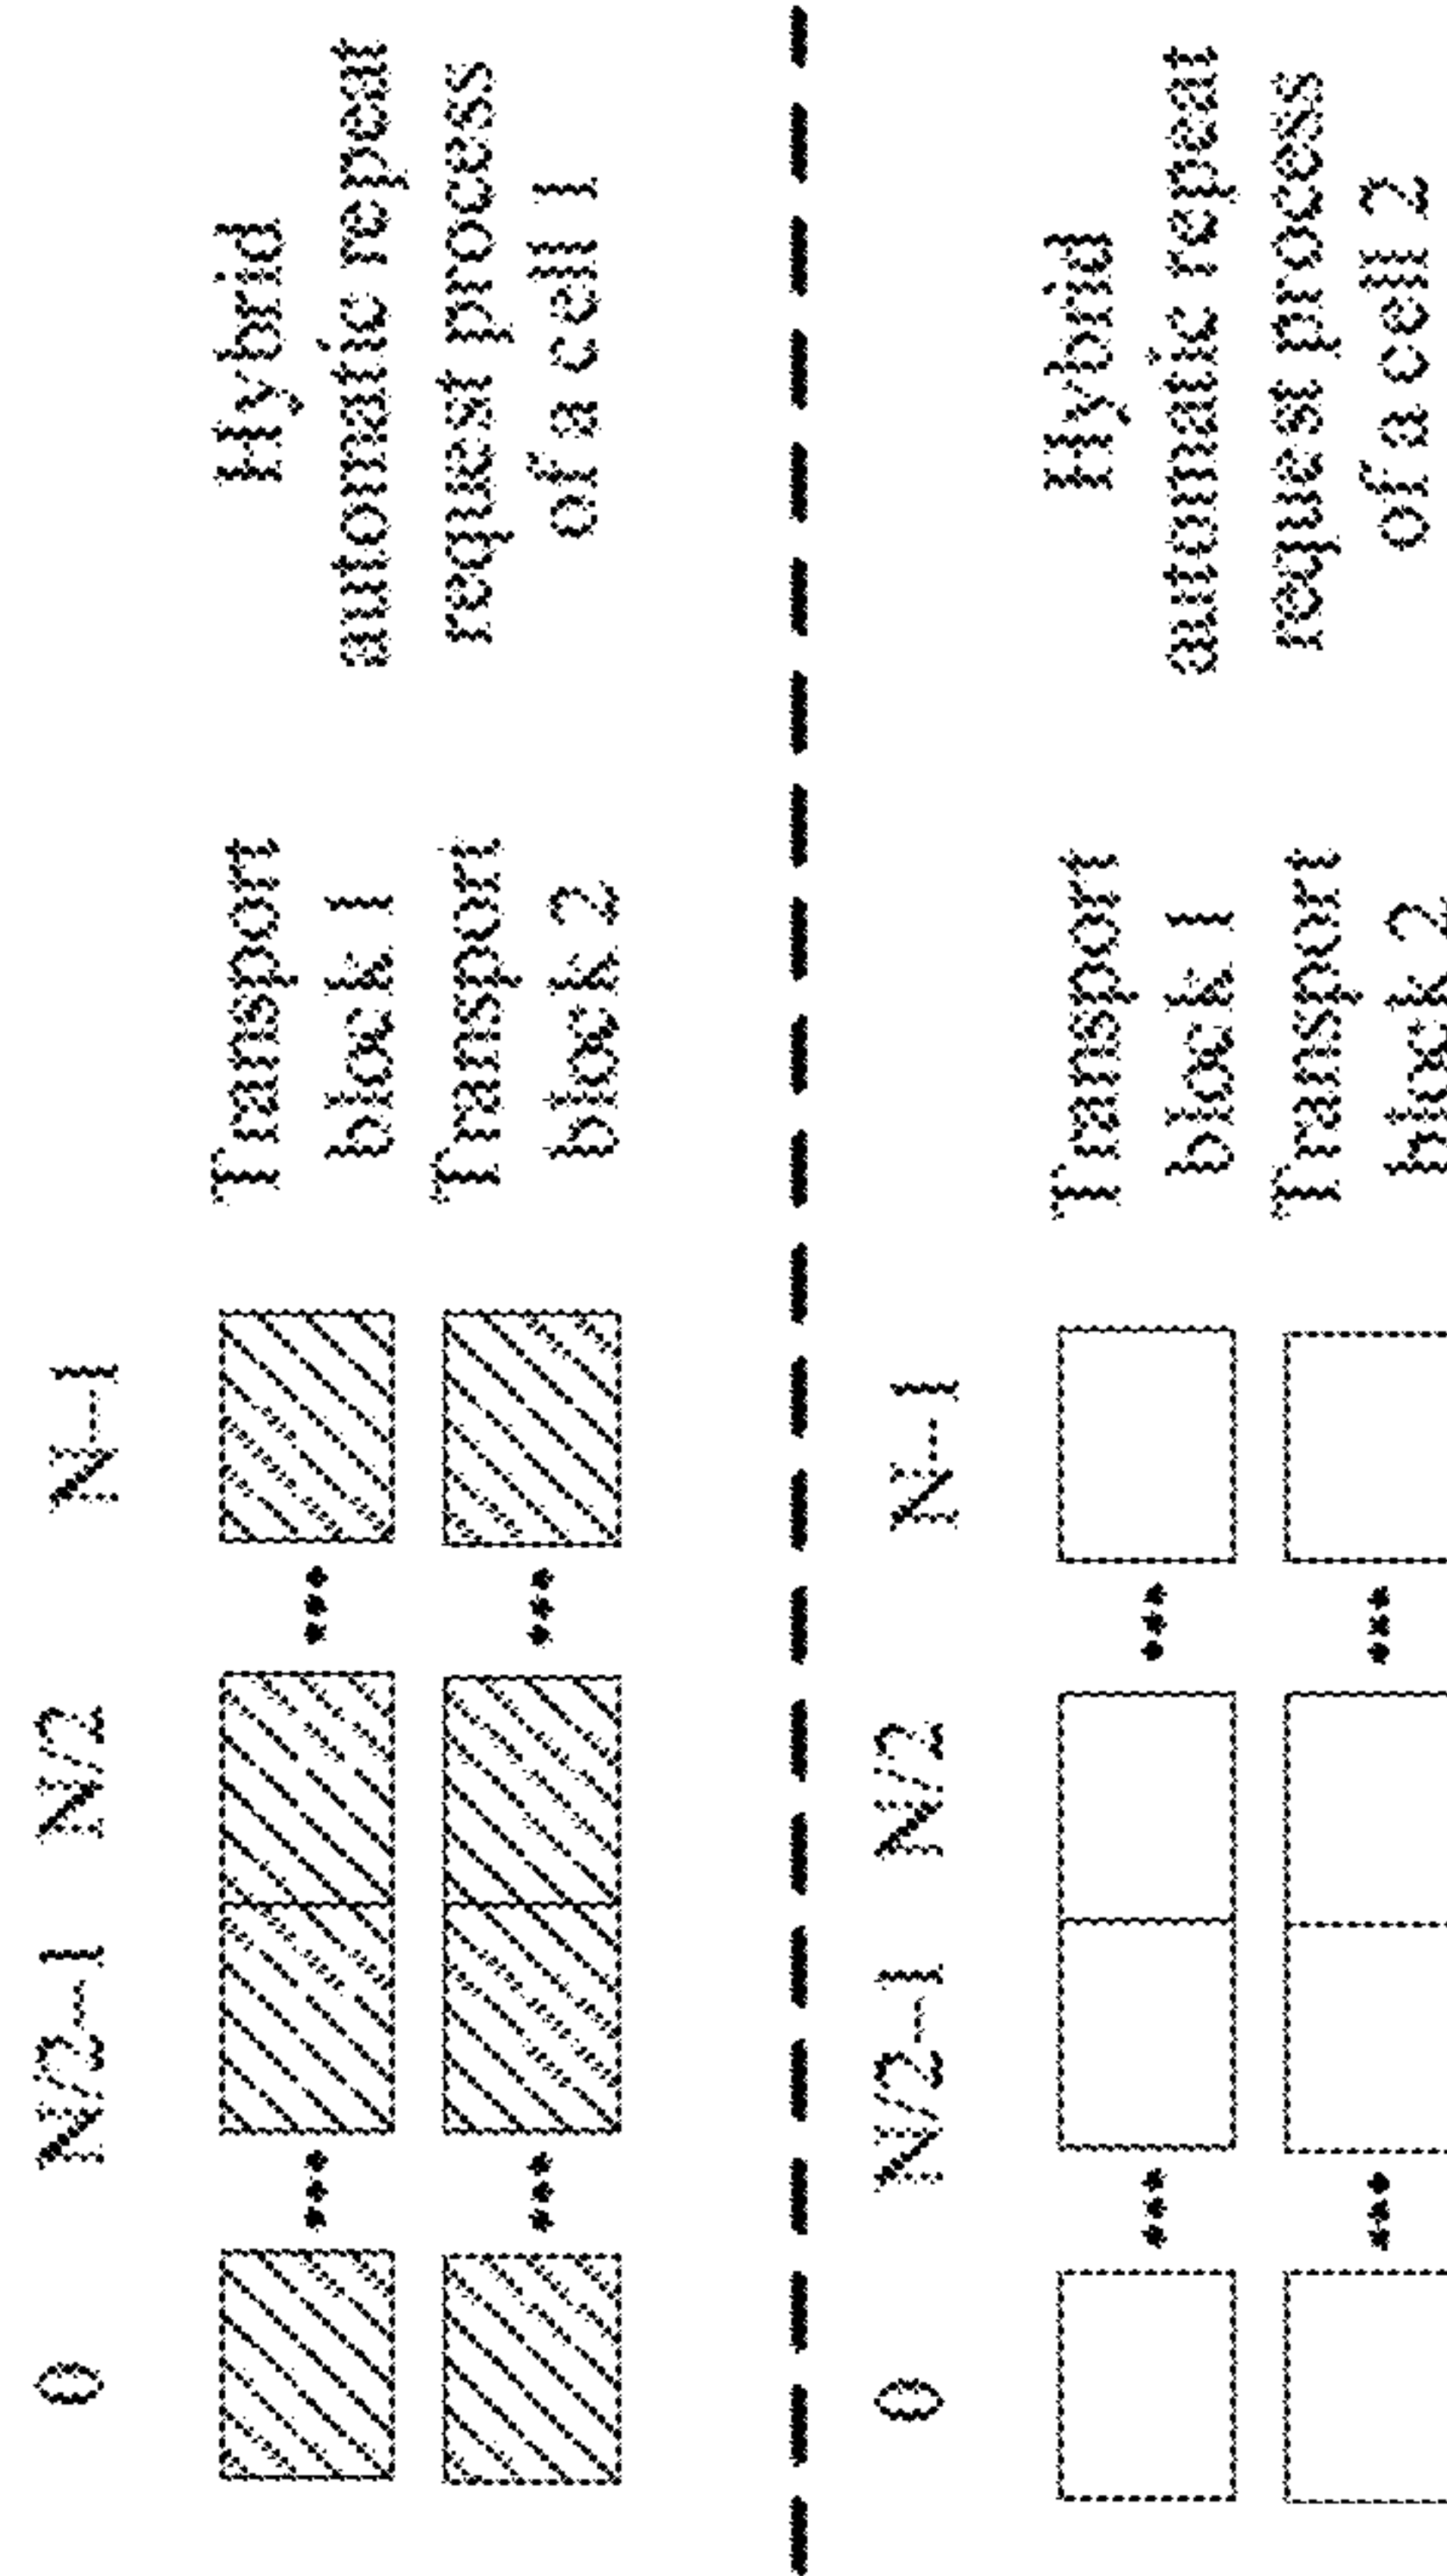 0 N/2-1 N/2 N-1
Transport
block 1
Transport
block 2
Hybrid
automatic repeat
request process
of a cell 1
0 N/2-1 N/2 N-1
Transport
block 1
Transport
block 2
Hybrid
automatic repeat
request process
of a cell 2